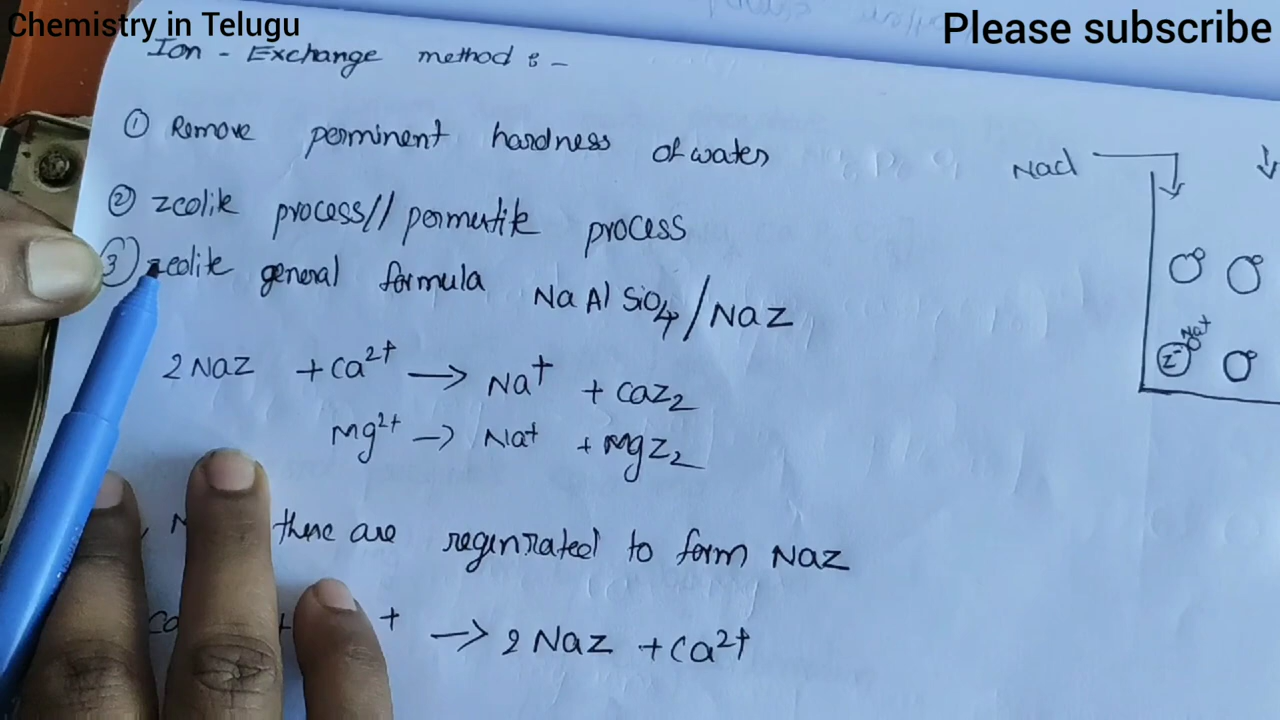 Chemistry in Telugu
Please subscribe
Ion - Exchange method :-
① Remove perminent hardness of water
② zeolite process// permutite process
③ zeolite general formula NaAlSiO4/NaZ
2NaZ + Ca2+ → Na+ + CaZ2
Mg2+ → Na+ + MgZ2
there are regenrated to form NaZ
+ → 2NaZ + Ca2+
Nacl
Na+
Z-